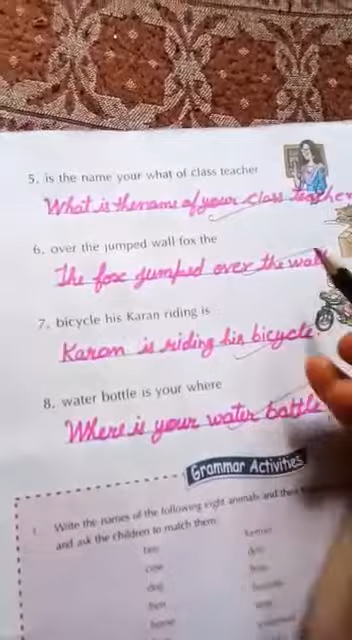 5. is the name your what of class teacher
What is the name of your class teacher
6. over the jumped wall fox the
The fox jumped over the wall
7. bicycle his Karan riding is
Karan is riding his bicycle.
8. water bottle is your where
Where is your water bottle
Grammar Activities
1. Write the names of the following eight animals and their
and ask the children to match them.
cow
dog
hen
horse